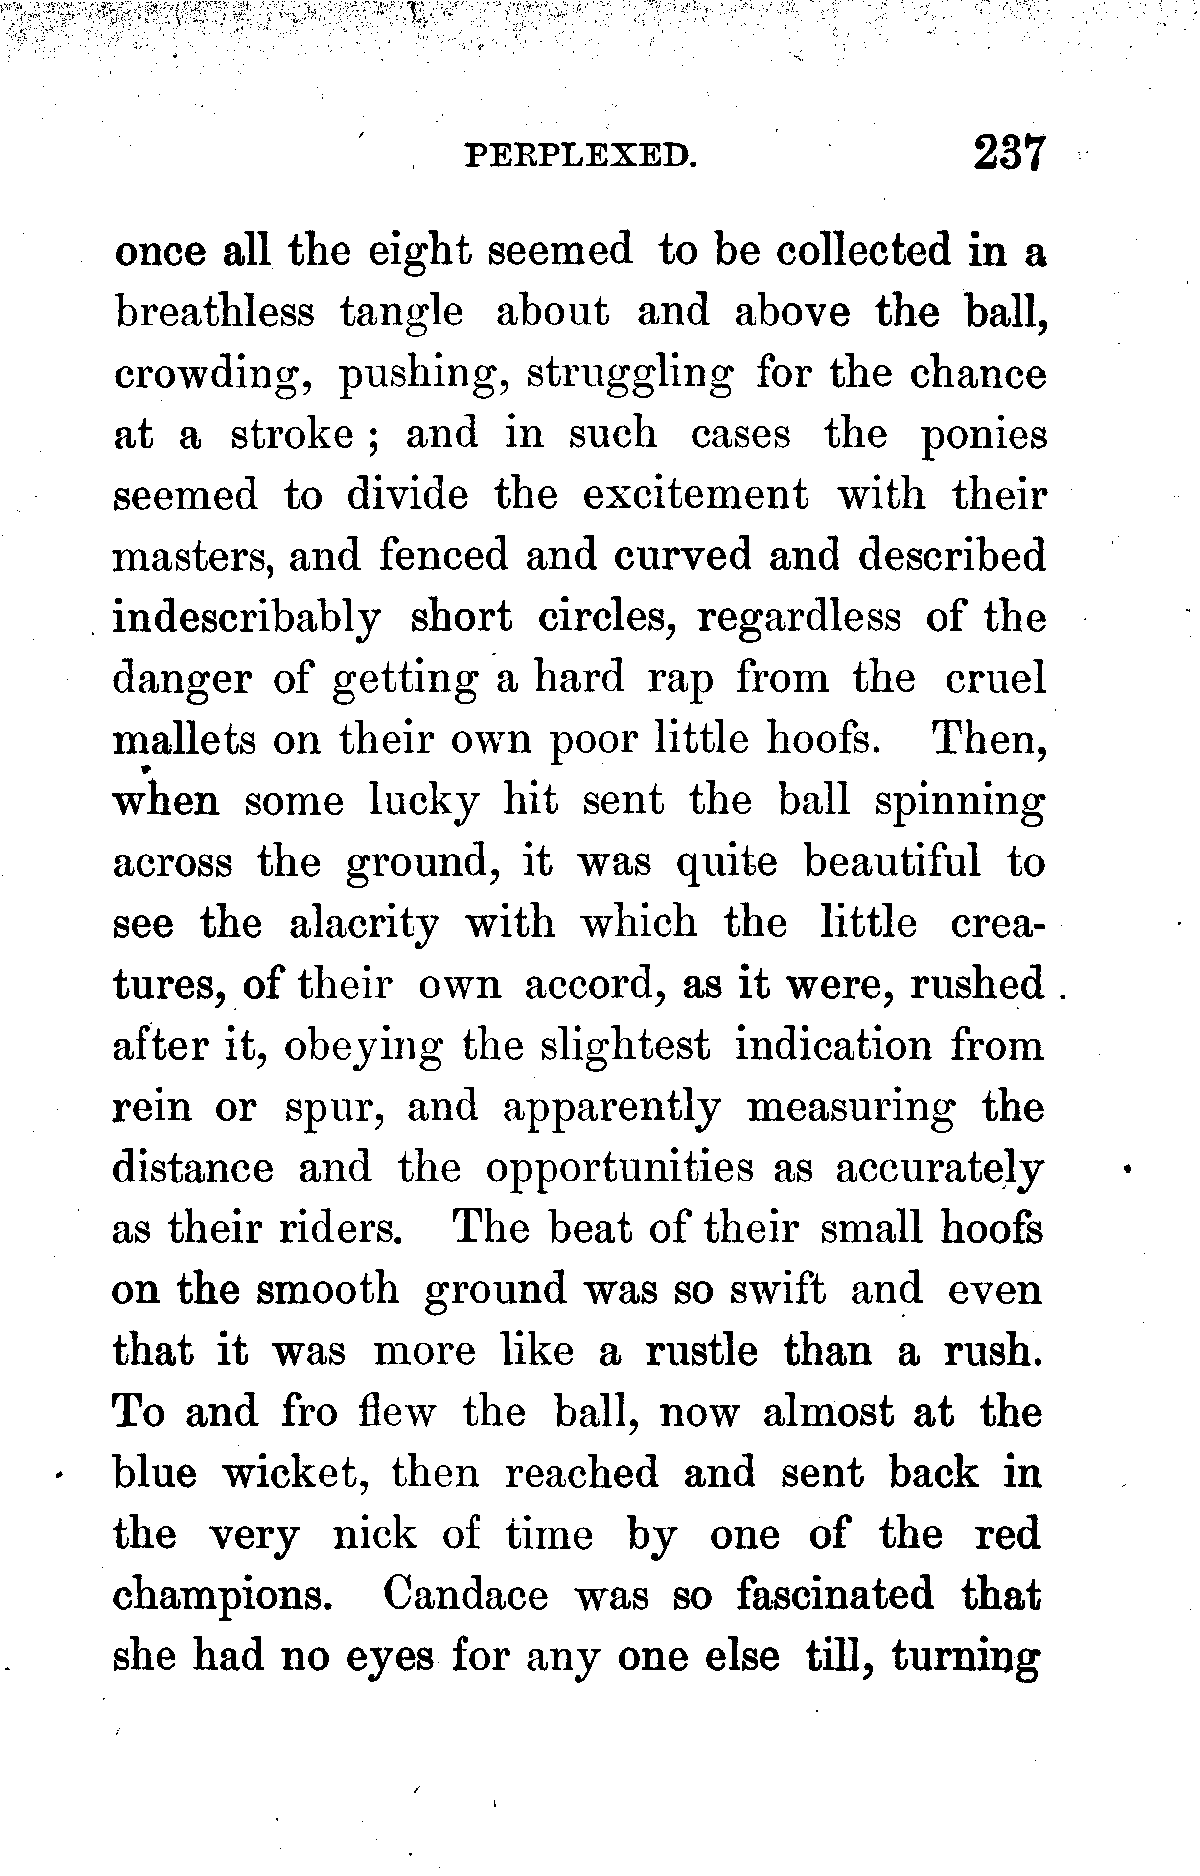 PERPLEXED. 237
once all the eight seemed to be collected in a
breathless tangle about and above the ball,
crowding, pushing, struggling for the chance
at a stroke ; and in such cases the ponies
seemed to divide the excitement with their
masters, and fenced and curved and described
indescribably short circles, regardless of the
danger of getting a hard rap from the cruel
mallets on their own poor little hoofs. Then,
when some lucky hit sent the ball spinning
across the ground, it was quite beautiful to
see the alacrity with which the little crea-
tures, of their own accord, as it were, rushed
after it, obeying the slightest indication from
rein or spur, and apparently measuring the
distance and the opportunities as accurately
as their riders. The beat of their small hoofs
on the smooth ground was so swift and even
that it was more like a rustle than a rush.
To and fro flew the ball, now almost at the
blue wicket, then reached and sent back in
the very nick of time by one of the red
champions. Candace was so fascinated that
she had no eyes for any one else till, turning